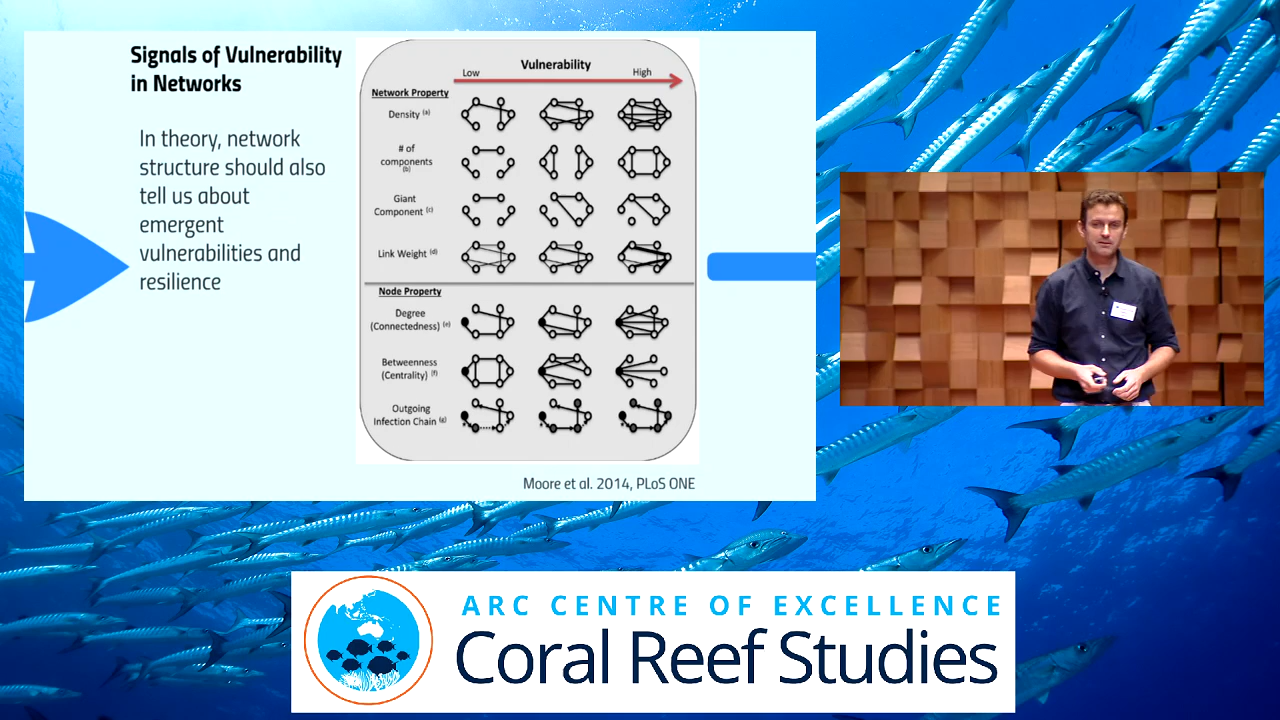 Signals of Vulnerability
in Networks
In theory, network
structure should also
tell us about
emergent
vulnerabilities and
resilience
Vulnerability
Low
High
Network Property
Density (a)
# of
components
(b)
Giant
Component (c)
Link Weight (d)
Node Property
Degree
(Connectedness) (e)
Betweenness
(Centrality) (f)
Outgoing
Infection Chain (g)
Moore et al. 2014, PLoS ONE
ARC CENTRE OF EXCELLENCE
Coral Reef Studies